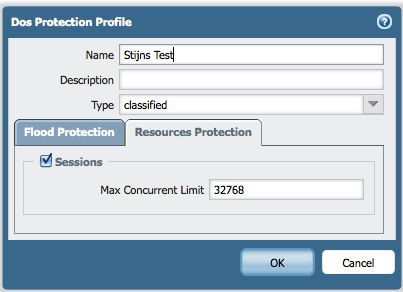 Dos Protection Profile
Name Stijns Test
Description
Type classified
Flood Protection Resources Protection
Sessions
Max Concurrent Limit 32768
OK Cancel